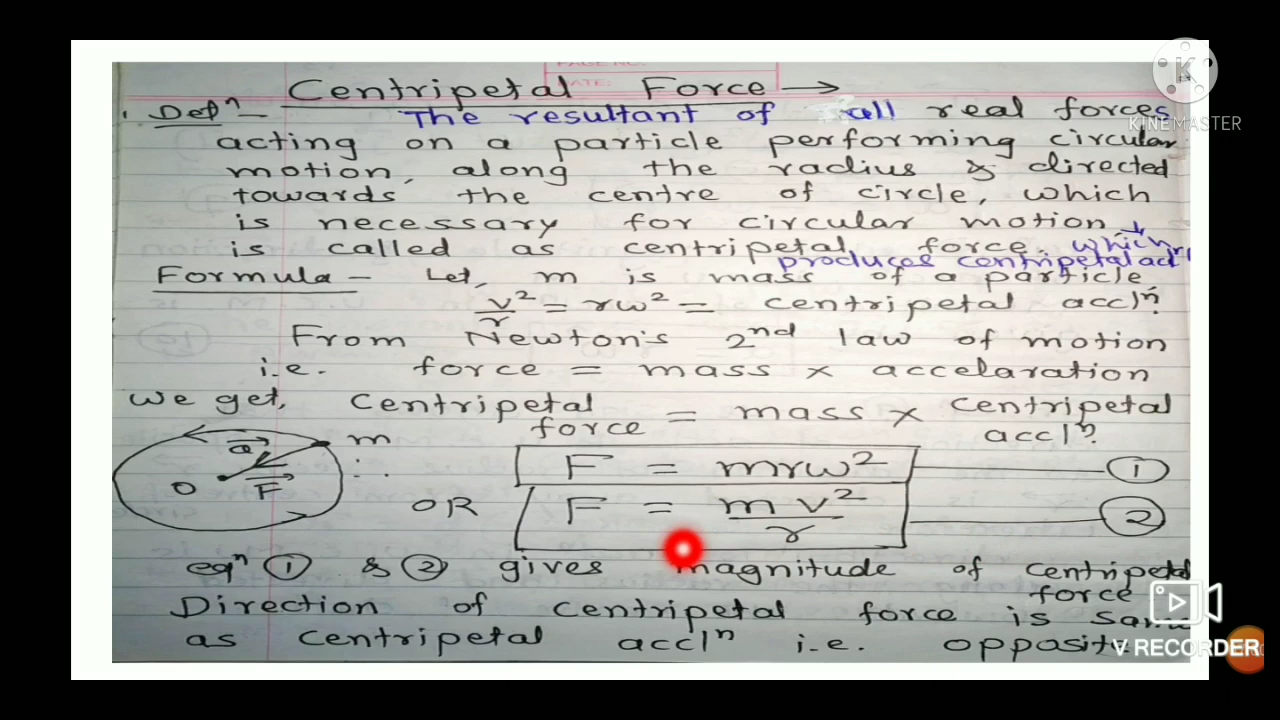 PAGE NO.
DATE:
K
KINEMASTER
Centripetal Force →
Defⁿ – The resultant of all real forces
acting on a particle performing circular
motion, along the radius & directed
towards the centre of circle, which
is necessary for circular motion
is called as centripetal force. which
produces centripetal
Formula – Let, m is mass of a particle.
v²/r = rω² = centripetal acclⁿ.
From Newton's 2nd law of motion
i.e. force = mass × accelaration
We get, centripetal force = mass × centripetal acclⁿ.
a m
∴ F = mrω² ①
O F
OR F = mv²/r ②
eqⁿ ① & ② gives magnitude of centripetal
force
Direction of centripetal force is same
as centripetal acclⁿ i.e. opposite
V RECORDER